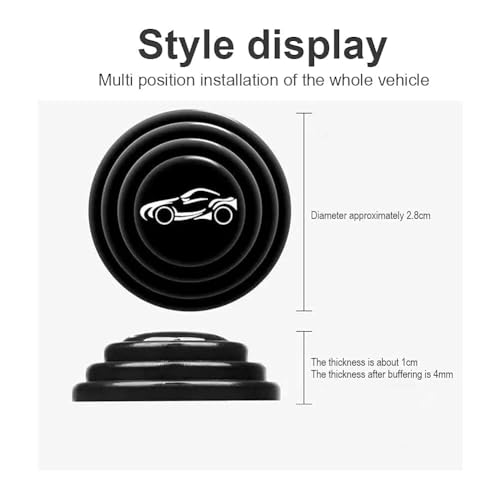 Style display
Multi position installation of the whole vehicle
Diameter approximately 2.8cm
The thickness is about 1cm
The thickness after buffering is 4mm